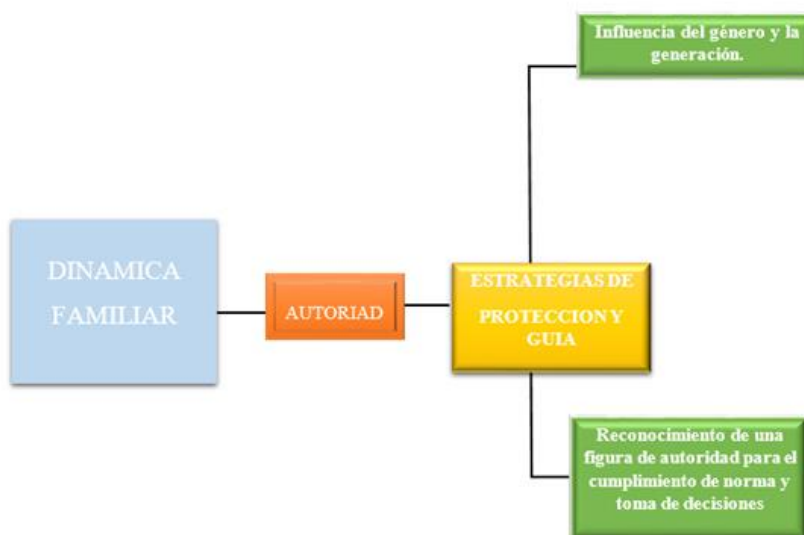 Influencia del género y la
generación.
DINAMICA
FAMILIAR
AUTORIAD
ESTRATEGIAS DE
PROTECCION Y
GUIA
Reconocimiento de una
figura de autoridad para el
cumplimiento de norma y
toma de decisiones